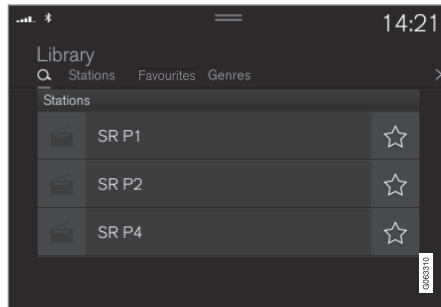 14:21
Library
Stations Favourites Genres
Stations
SR P1
SR P2
SR P4
G063310